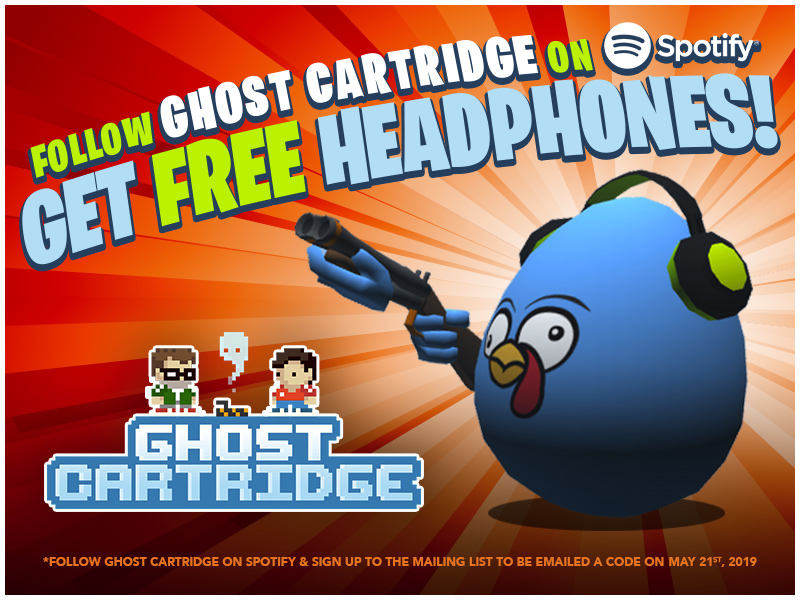 FOLLOW GHOST CARTRIDGE ON Spotify®
GET FREE HEADPHONES!
GHOST
CARTRIDGE
*FOLLOW GHOST CARTRIDGE ON SPOTIFY & SIGN UP TO THE MAILING LIST TO BE EMAILED A CODE ON MAY 21ST, 2019